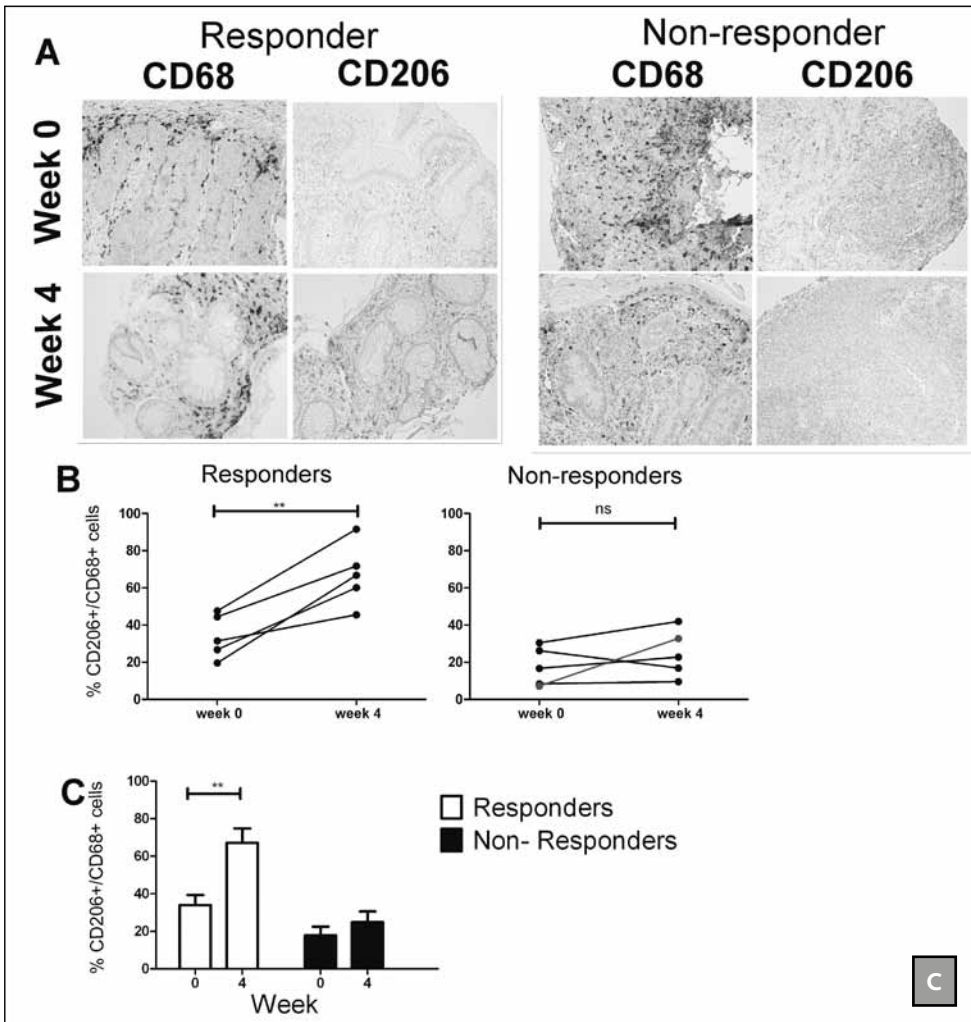 A
Responder
Non-responder
CD68
CD206
CD68
CD206
Week 0
Week 4
B
Responders
Non-responders
% CD206+/CD68+ cells
100
80
60
40
20
0
**
week 0
week 4
100
80
60
40
20
0
ns
week 0
week 4
C
% CD206+/CD68+ cells
100
80
60
40
20
0
**
0
4
0
4
Week
Responders
Non- Responders
C